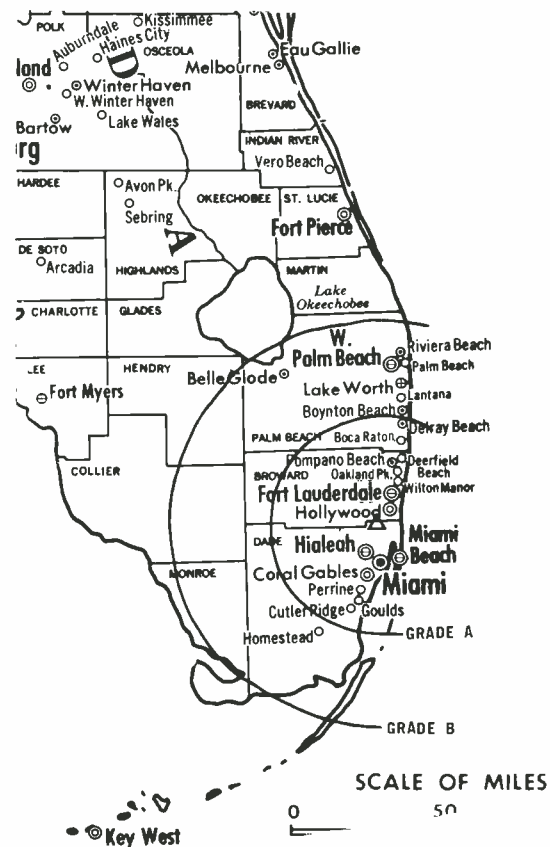 POLK
Kissimmee
Auburndale
Haines City
OSCEOLA
Eau Gallie
Melbourne
land
D
Winter Haven
W. Winter Haven
BREVARD
Bartow
Lake Wales
rg
INDIAN RIVER
Vero Beach
HARDEE
Avon Pk.
OKEECHOBEE
ST. LUCIE
Sebring
Fort Pierce
A
DE SOTO
Arcadia
HIGHLANDS
MARTIN
Lake
Okeechobee
CHARLOTTE
GLADES
W.
Palm Beach
Riviera Beach
Palm Beach
LEE
HENDRY
Belle Glode
Fort Myers
Lake Worth
Lantana
Boynton Beach
Delray Beach
PALM BEACH
Boca Raton
COLLIER
Pompano Beach
Deerfield
Beach
BROWARD
Oakland Pk.
Wilton Manor
Fort Lauderdale
Hollywood
DADE
Hialeah
Miami
Beach
MONROE
Coral Gables
Miami
Perrine
Cutler Ridge
Goulds
Homestead
GRADE A
GRADE B
SCALE OF MILES
0
50
Key West